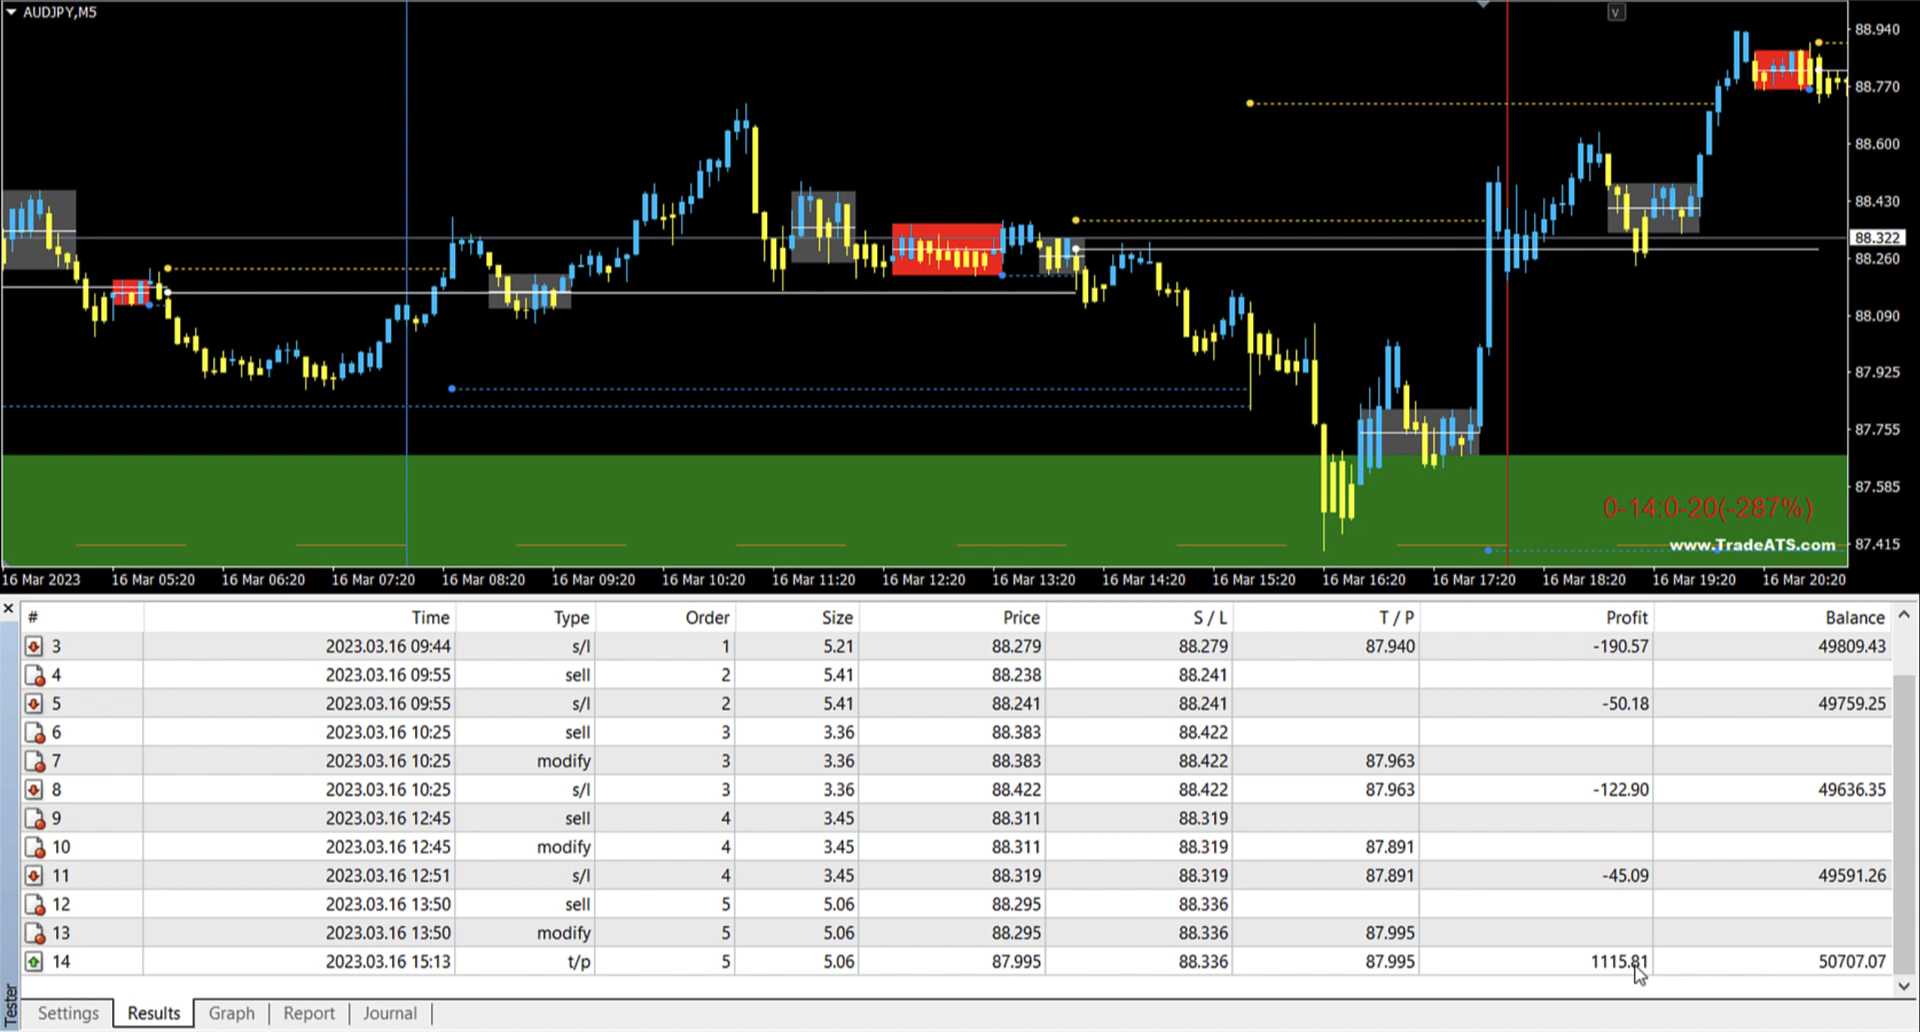 AUDJPY,M5
V
88.940
88.770
88.600
88.430
88.322
88.260
88.090
87.925
87.755
87.585
87.415
0-14:0-20(-287%)
www.TradeATS.com
16 Mar 2023 16 Mar 05:20 16 Mar 06:20 16 Mar 07:20 16 Mar 08:20 16 Mar 09:20 16 Mar 10:20 16 Mar 11:20 16 Mar 12:20 16 Mar 13:20 16 Mar 14:20 16 Mar 15:20 16 Mar 16:20 16 Mar 17:20 16 Mar 18:20 16 Mar 19:20 16 Mar 20:20
# Time Type Order Size Price S / L T / P Profit Balance
3 2023.03.16 09:44 s/l 1 5.21 88.279 88.279 87.940 -190.57 49809.43
4 2023.03.16 09:55 sell 2 5.41 88.238 88.241
5 2023.03.16 09:55 s/l 2 5.41 88.241 88.241 -50.18 49759.25
6 2023.03.16 10:25 sell 3 3.36 88.383 88.422
7 2023.03.16 10:25 modify 3 3.36 88.383 88.422 87.963
8 2023.03.16 10:25 s/l 3 3.36 88.422 88.422 87.963 -122.90 49636.35
9 2023.03.16 12:45 sell 4 3.45 88.311 88.319
10 2023.03.16 12:45 modify 4 3.45 88.311 88.319 87.891
11 2023.03.16 12:51 s/l 4 3.45 88.319 88.319 87.891 -45.09 49591.26
12 2023.03.16 13:50 sell 5 5.06 88.295 88.336
13 2023.03.16 13:50 modify 5 5.06 88.295 88.336 87.995
14 2023.03.16 15:13 t/p 5 5.06 87.995 88.336 87.995 1115.81 50707.07
Tester
Settings Results Graph Report Journal